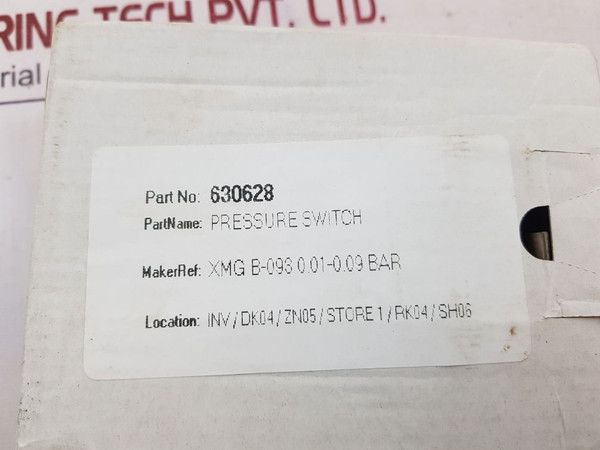 RING TECH PVT. LTD.
rial
Part No: 630628
PartName: PRESSURE SWITCH
MakerRef: XMG B-093 0.01-0.09 BAR
Location: INV / DK04 / ZN05 / STORE 1 / RK04 / SH06